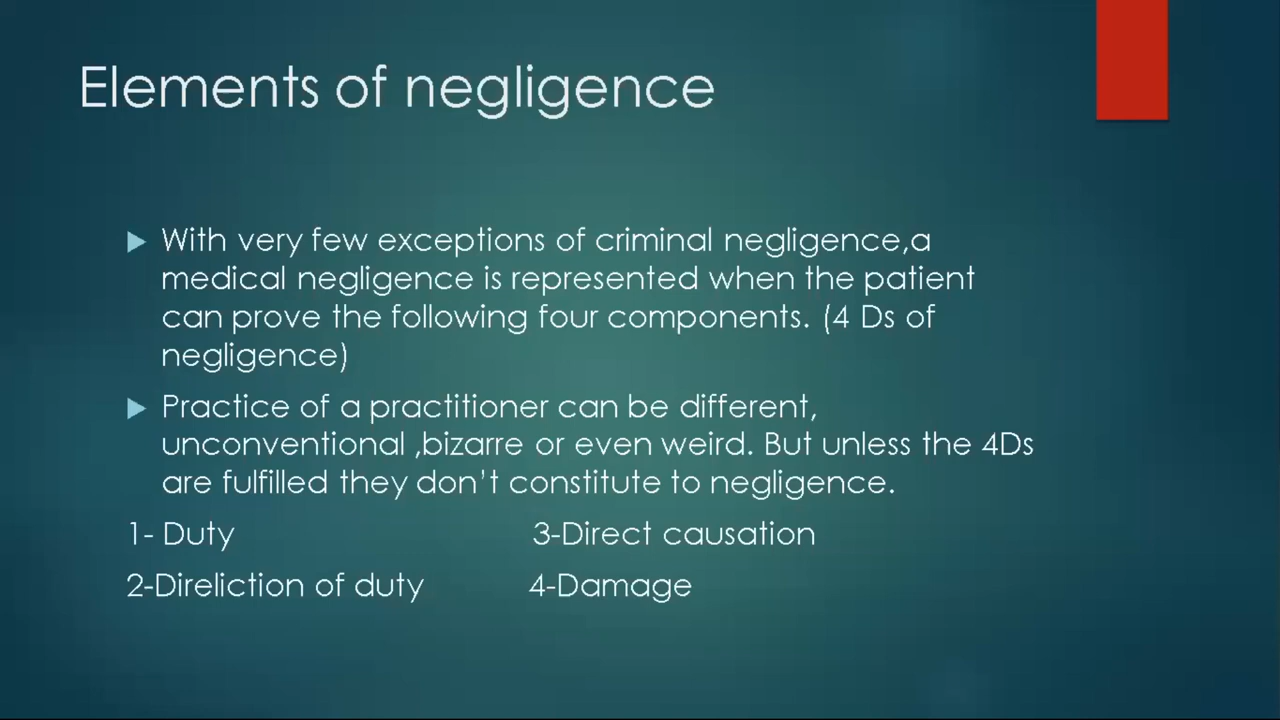 Elements of negligence
With very few exceptions of criminal negligence,a
medical negligence is represented when the patient
can prove the following four components. (4 Ds of
negligence)
Practice of a practitioner can be different,
unconventional ,bizarre or even weird. But unless the 4Ds
are fulfilled they don't constitute to negligence.
1- Duty 3-Direct causation
2-Direliction of duty 4-Damage